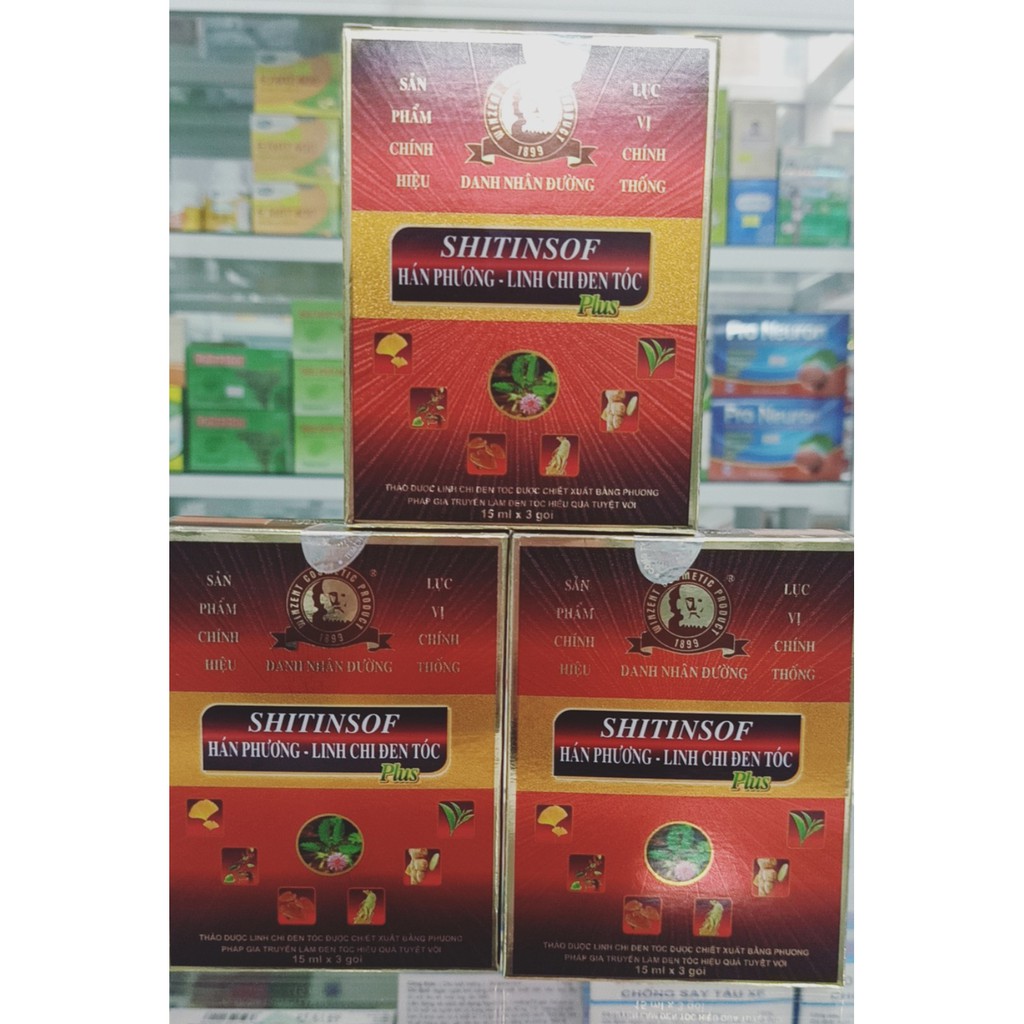 SẢN
PHẨM
CHÍNH
HIỆU
1899
DANH NHÂN ĐƯỜNG
LỤC
VỊ
CHÍNH
THỐNG
SHITINSOF
HÁN PHƯƠNG - LINH CHI ĐEN TÓC
Plus
THẢO DƯỢC LINH CHI ĐEN TÓC ĐƯỢC CHIẾT XUẤT BẰNG PHƯƠNG
PHÁP GIA TRUYỀN LÀM ĐEN TÓC HIỆU QUẢ TUYỆT VỜI
15 ml x 3 gói
Pro Neuro+
Pro Neuro+
SẢN
PHẨM
CHÍNH
HIỆU
WINZENT COSMETIC PRODUCT ®
1899
DANH NHÂN ĐƯỜNG
LỤC
VỊ
CHÍNH
THỐNG
SHITINSOF
HÁN PHƯƠNG - LINH CHI ĐEN TÓC
Plus
THẢO DƯỢC LINH CHI ĐEN TÓC ĐƯỢC CHIẾT XUẤT BẰNG PHƯƠNG
PHÁP GIA TRUYỀN LÀM ĐEN TÓC HIỆU QUẢ TUYỆT VỜI
15 ml x 3 gói
SẢN
PHẨM
CHÍNH
HIỆU
WINZENT COSMETIC PRODUCT ®
1899
DANH NHÂN ĐƯỜNG
LỤC
VỊ
CHÍNH
THỐNG
SHITINSOF
HÁN PHƯƠNG - LINH CHI ĐEN TÓC
Plus
THẢO DƯỢC LINH CHI ĐEN TÓC ĐƯỢC CHIẾT XUẤT BẰNG PHƯƠNG
PHÁP GIA TRUYỀN LÀM ĐEN TÓC HIỆU QUẢ TUYỆT VỜI
15 ml x 3 gói
CHỐNG SAY TÀU XE